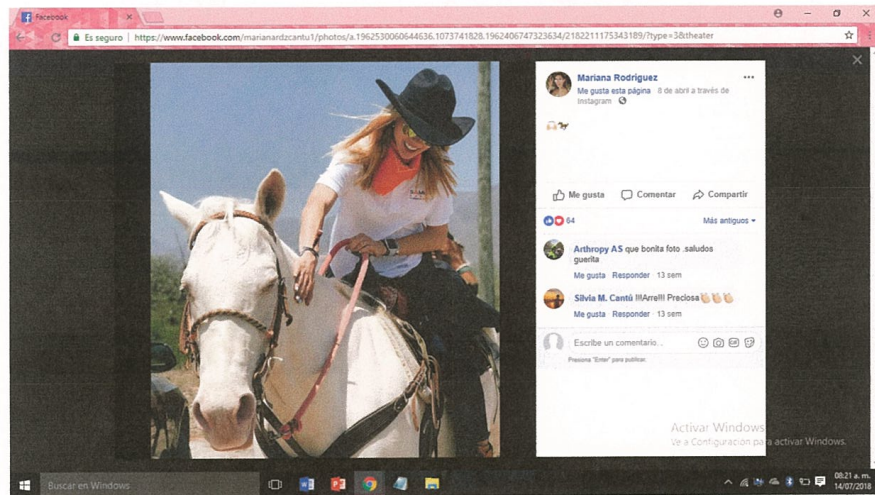 Facebook
Es seguro | https://www.facebook.com/marianardzcantu1/photos/a.1962530060644636.1073741828.1962406747323634/2182211175343189/?type=3&theater
Mariana Rodriguez
Me gusta esta página · 8 de abril a través de
Instagram
Me gusta Comentar Compartir
64 Más antiguos
Arthropy AS que bonita foto .saludos
guerita
Me gusta · Responder · 13 sem
Silvia M. Cantú !!!Arre!!! Preciosa
Me gusta · Responder · 13 sem
Escribe un comentario...
Presiona "Enter" para publicar.
Activar Windows
Ve a Configuración para activar Windows.
Buscar en Windows
08:21 a. m.
14/07/2018